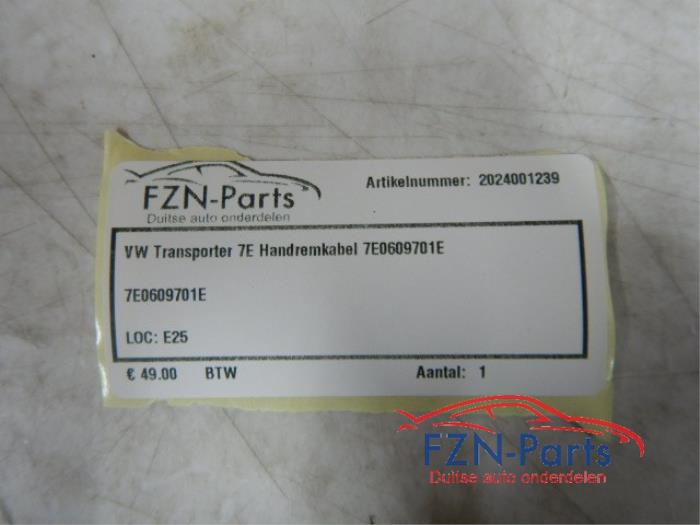 FZN-Parts
Duitse auto onderdelen
Artikelnummer: 2024001239
VW Transporter 7E Handremkabel 7E0609701E
7E0609701E
LOC: E25
€ 49.00 BTW Aantal: 1
FZN-Parts
Duitse auto onderdelen